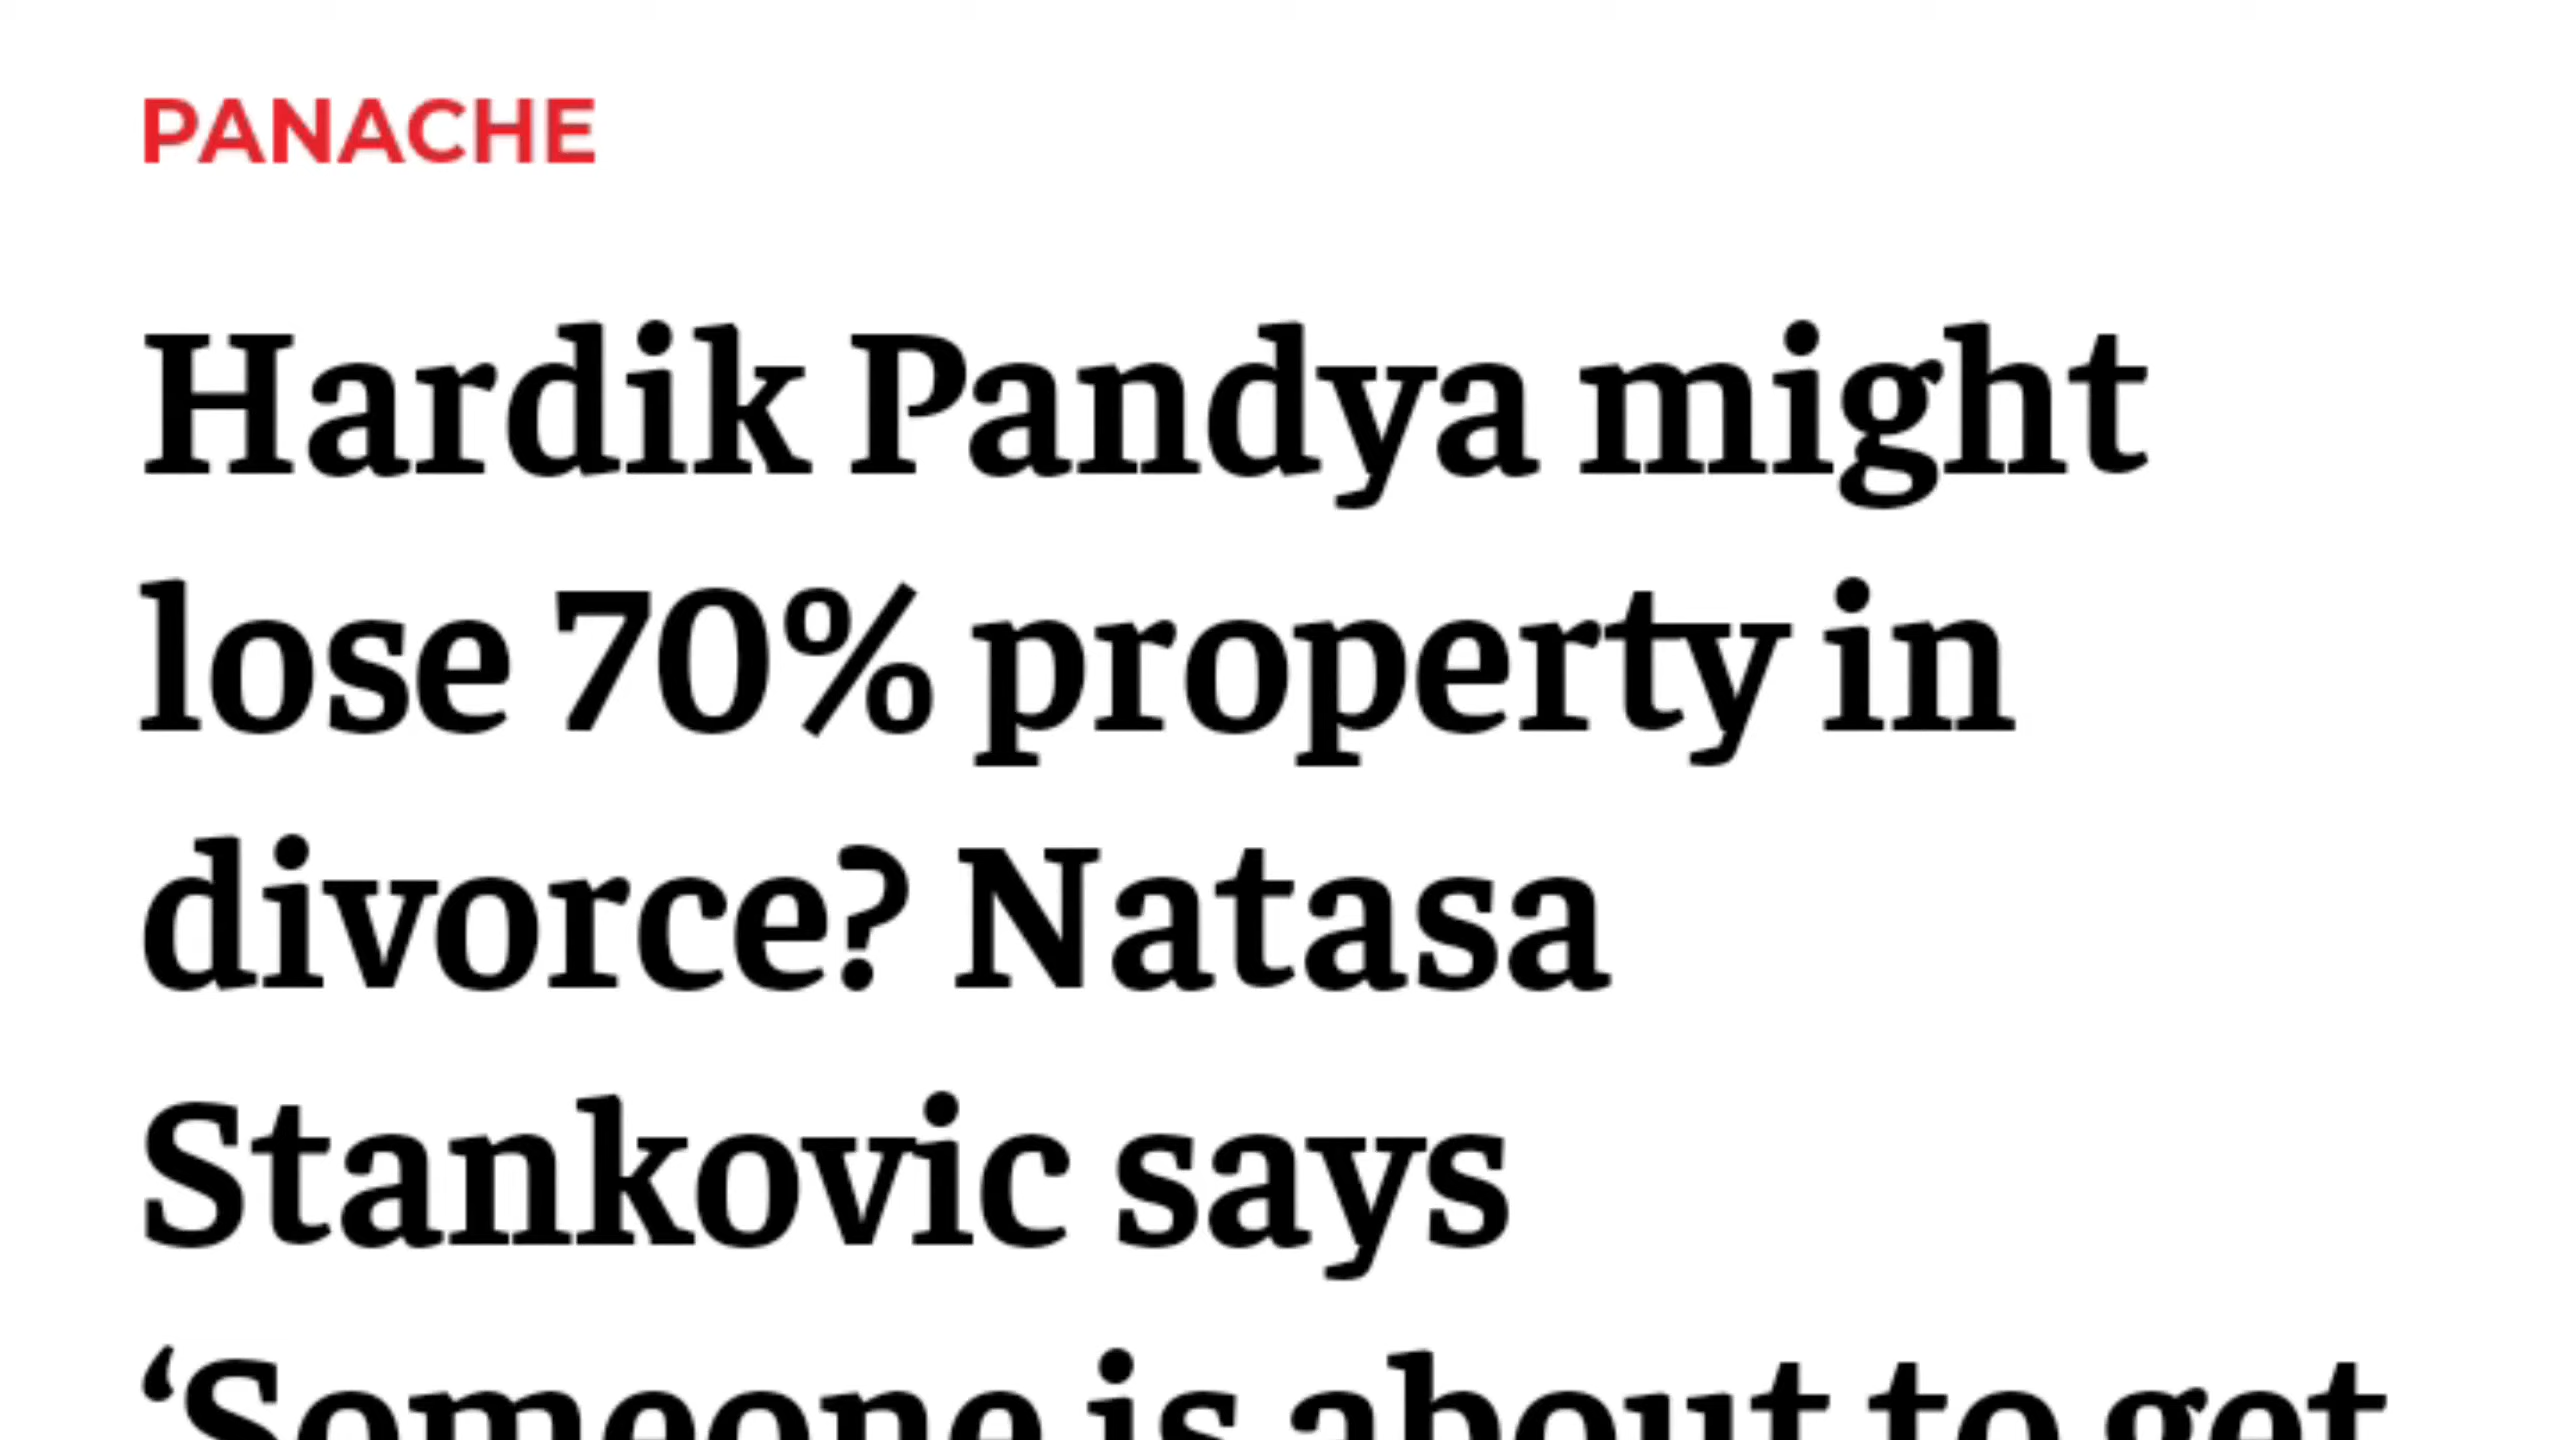 PANACHE
Hardik Pandya might
lose 70% property in
divorce? Natasa
Stankovic says
‘Someone is about to get